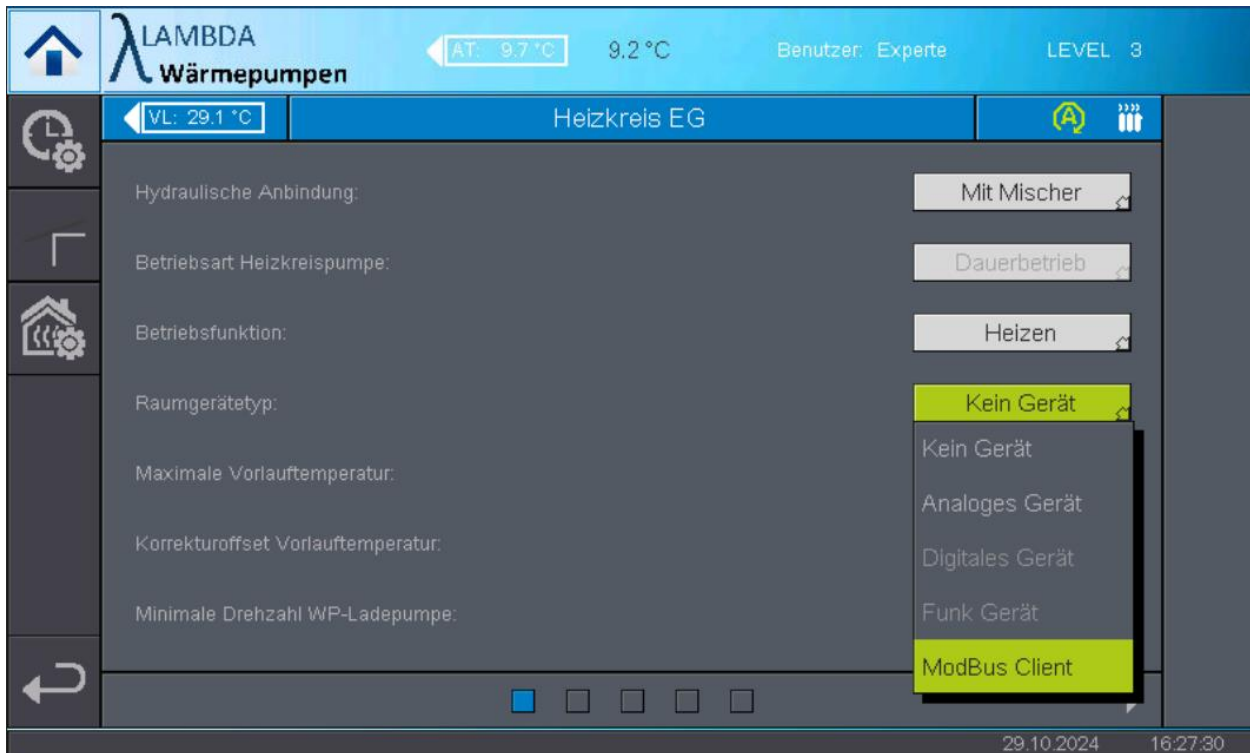 LAMBDA
Wärmepumpen
AT: 9.7 °C
9.2 °C
Benutzer: Experte
LEVEL 3
VL: 29.1 °C
Heizkreis EG
A
Hydraulische Anbindung:
Mit Mischer
Betriebsart Heizkreispumpe:
Dauerbetrieb
Betriebsfunktion:
Heizen
Raumgerätetyp:
Kein Gerät
Kein Gerät
Maximale Vorlauftemperatur:
Analoges Gerät
Korrekturoffset Vorlauftemperatur:
Digitales Gerät
Minimale Drehzahl WP-Ladepumpe:
Funk Gerät
ModBus Client
29.10.2024 16:27:30